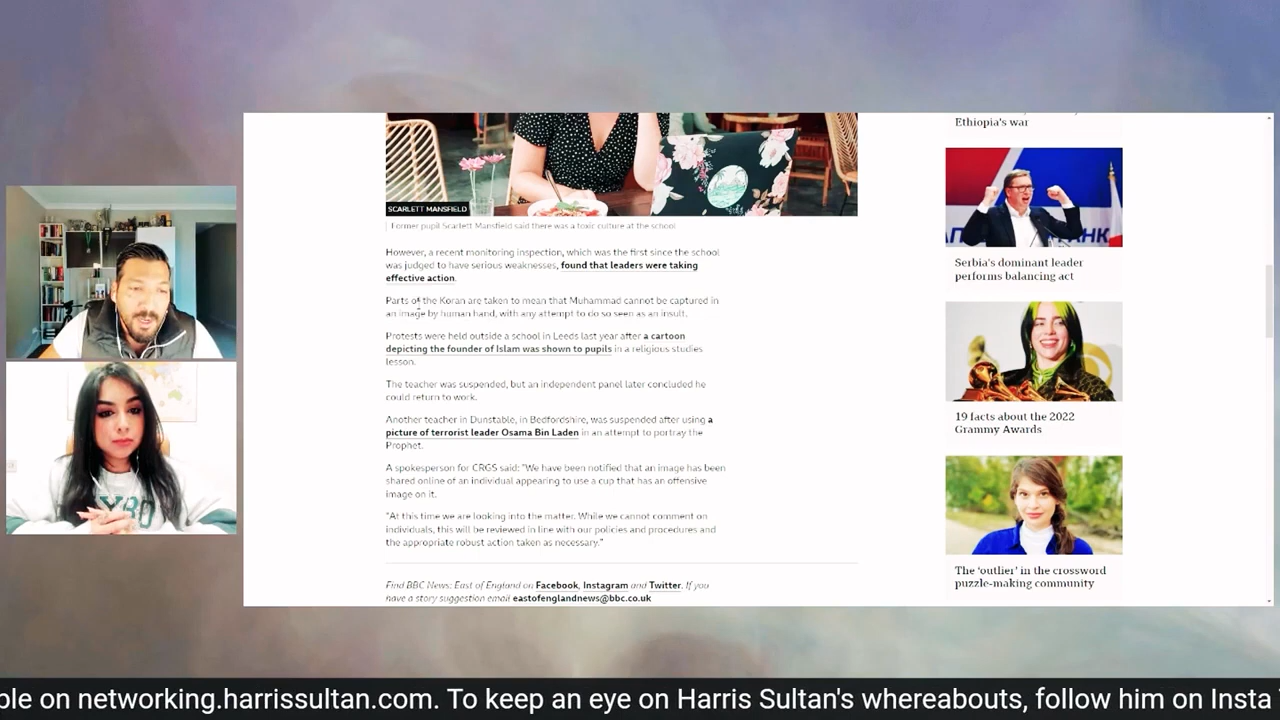 Ethiopia's war
SCARLETT MANSFIELD
Former pupil Scarlett Mansfield said there was a toxic culture at the school
However, a recent monitoring inspection, which was the first since the school
was judged to have serious weaknesses, found that leaders were taking
effective action.
Parts of the Koran are taken to mean that Muhammad cannot be captured in
an image by human hand, with any attempt to do so seen as an insult.
Protests were held outside a school in Leeds last year after a cartoon
depicting the founder of Islam was shown to pupils in a religious studies
lesson.
The teacher was suspended, but an independent panel later concluded he
could return to work.
Another teacher in Dunstable, in Bedfordshire, was suspended after using a
picture of terrorist leader Osama Bin Laden in an attempt to portray the
Prophet.
A spokesperson for CRGS said: "We have been notified that an image has been
shared online of an individual appearing to use a cup that has an offensive
image on it.
"At this time we are looking into the matter. While we cannot comment on
individuals, this will be reviewed in line with our policies and procedures and
the appropriate robust action taken as necessary."
Find BBC News: East of England on Facebook, Instagram and Twitter. If you
have a story suggestion email eastofenglandnews@bbc.co.uk
Serbia's dominant leader
performs balancing act
19 facts about the 2022
Grammy Awards
The 'outlier' in the crossword
puzzle-making community
ble on networking.harrissultan.com. To keep an eye on Harris Sultan's whereabouts, follow him on Insta